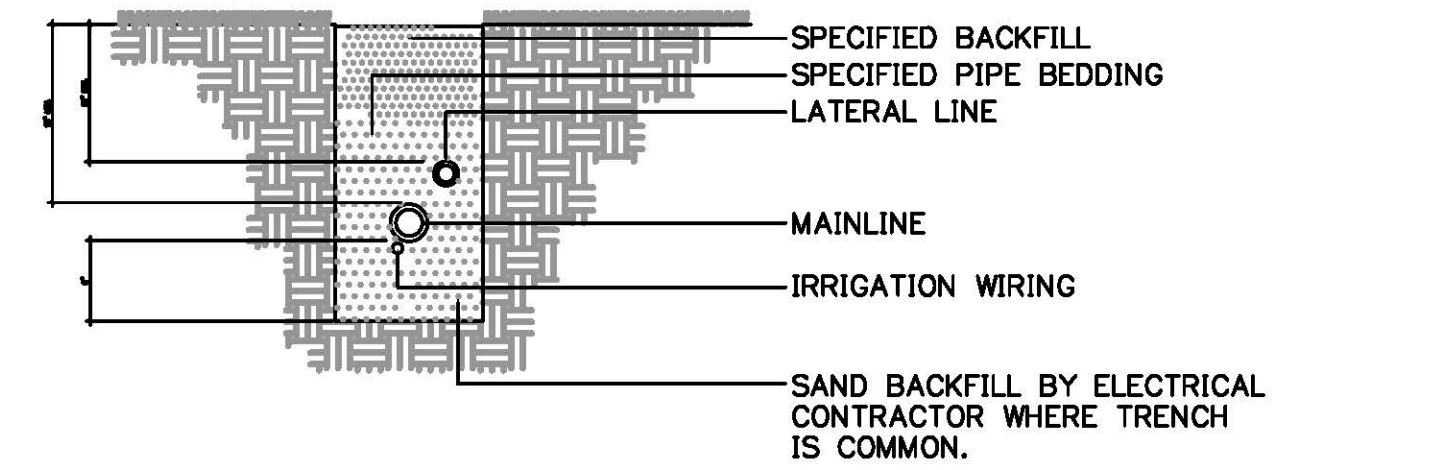 SPECIFIED BACKFILL
SPECIFIED PIPE BEDDING
LATERAL LINE
MAINLINE
IRRIGATION WIRING
SAND BACKFILL BY ELECTRICAL
CONTRACTOR WHERE TRENCH
IS COMMON.